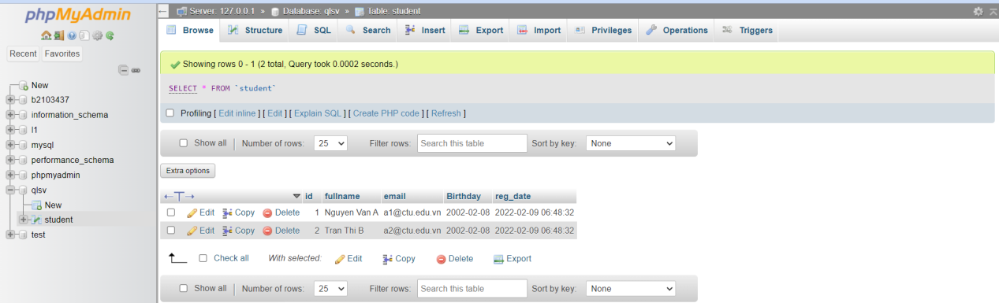 phpMyAdmin
Recent Favorites
New
b2103437
information_schema
l1
mysql
performance_schema
phpmyadmin
qlsv
New
student
test
Server: 127.0.0.1 » Database: qlsv » Table: student
Browse Structure SQL Search Insert Export Import Privileges Operations Triggers
Showing rows 0 - 1 (2 total, Query took 0.0002 seconds.)
SELECT * FROM `student`
Profiling [ Edit inline ] [ Edit ] [ Explain SQL ] [ Create PHP code ] [ Refresh ]
Show all | Number of rows: 25 Filter rows: Search this table Sort by key: None
Extra options
←T→ id fullname email Birthday reg_date
Edit Copy Delete 1 Nguyen Van A a1@ctu.edu.vn 2002-02-08 2022-02-09 06:48:32
Edit Copy Delete 2 Tran Thi B a2@ctu.edu.vn 2002-02-08 2022-02-09 06:48:32
Check all With selected: Edit Copy Delete Export
Show all | Number of rows: 25 Filter rows: Search this table Sort by key: None